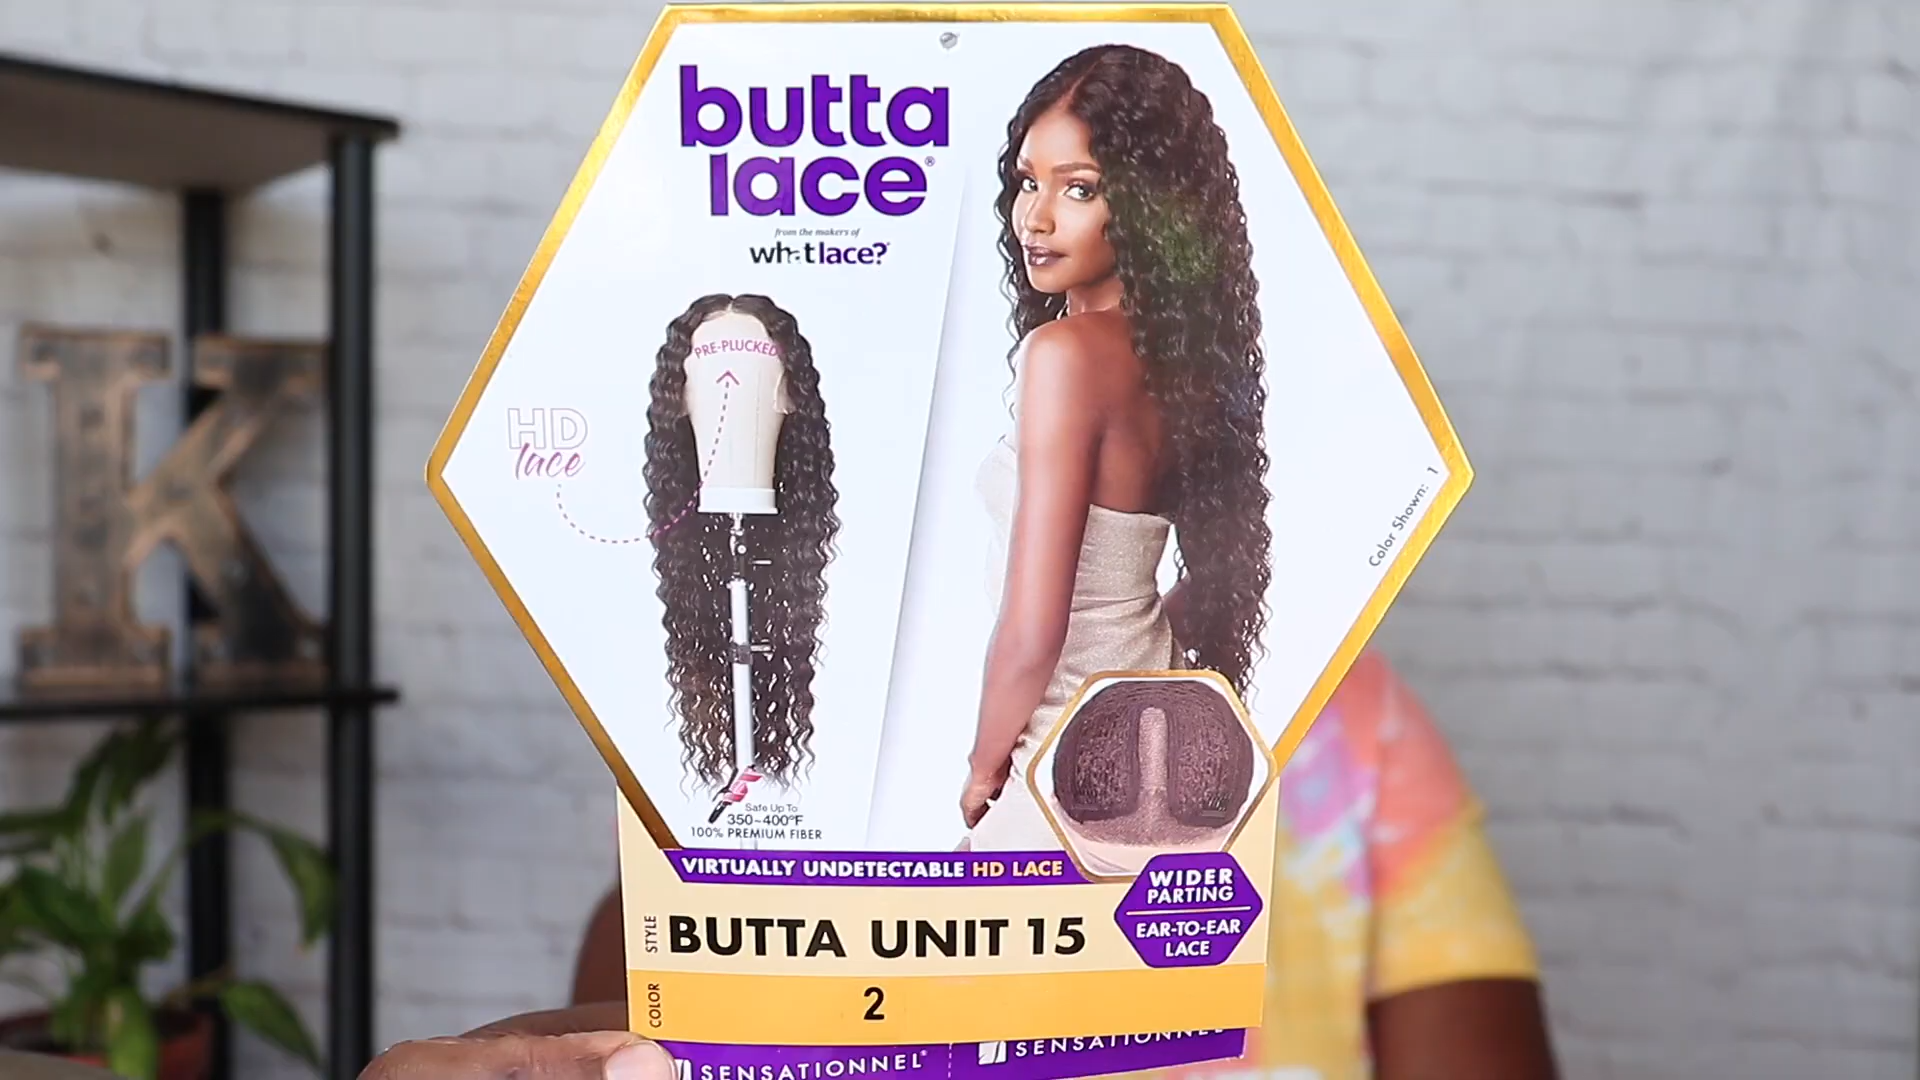 butta
lace®
from the makers of
what lace?
PRE-PLUCKED
HD
lace
Color Shown: 1
Safe Up To
350~400°F
100% PREMIUM FIBER
VIRTUALLY UNDETECTABLE HD LACE
WIDER
PARTING
EAR-TO-EAR
LACE
STYLE
BUTTA UNIT 15
COLOR
2
SENSATIONNEL®
SENSATIONNEL
K